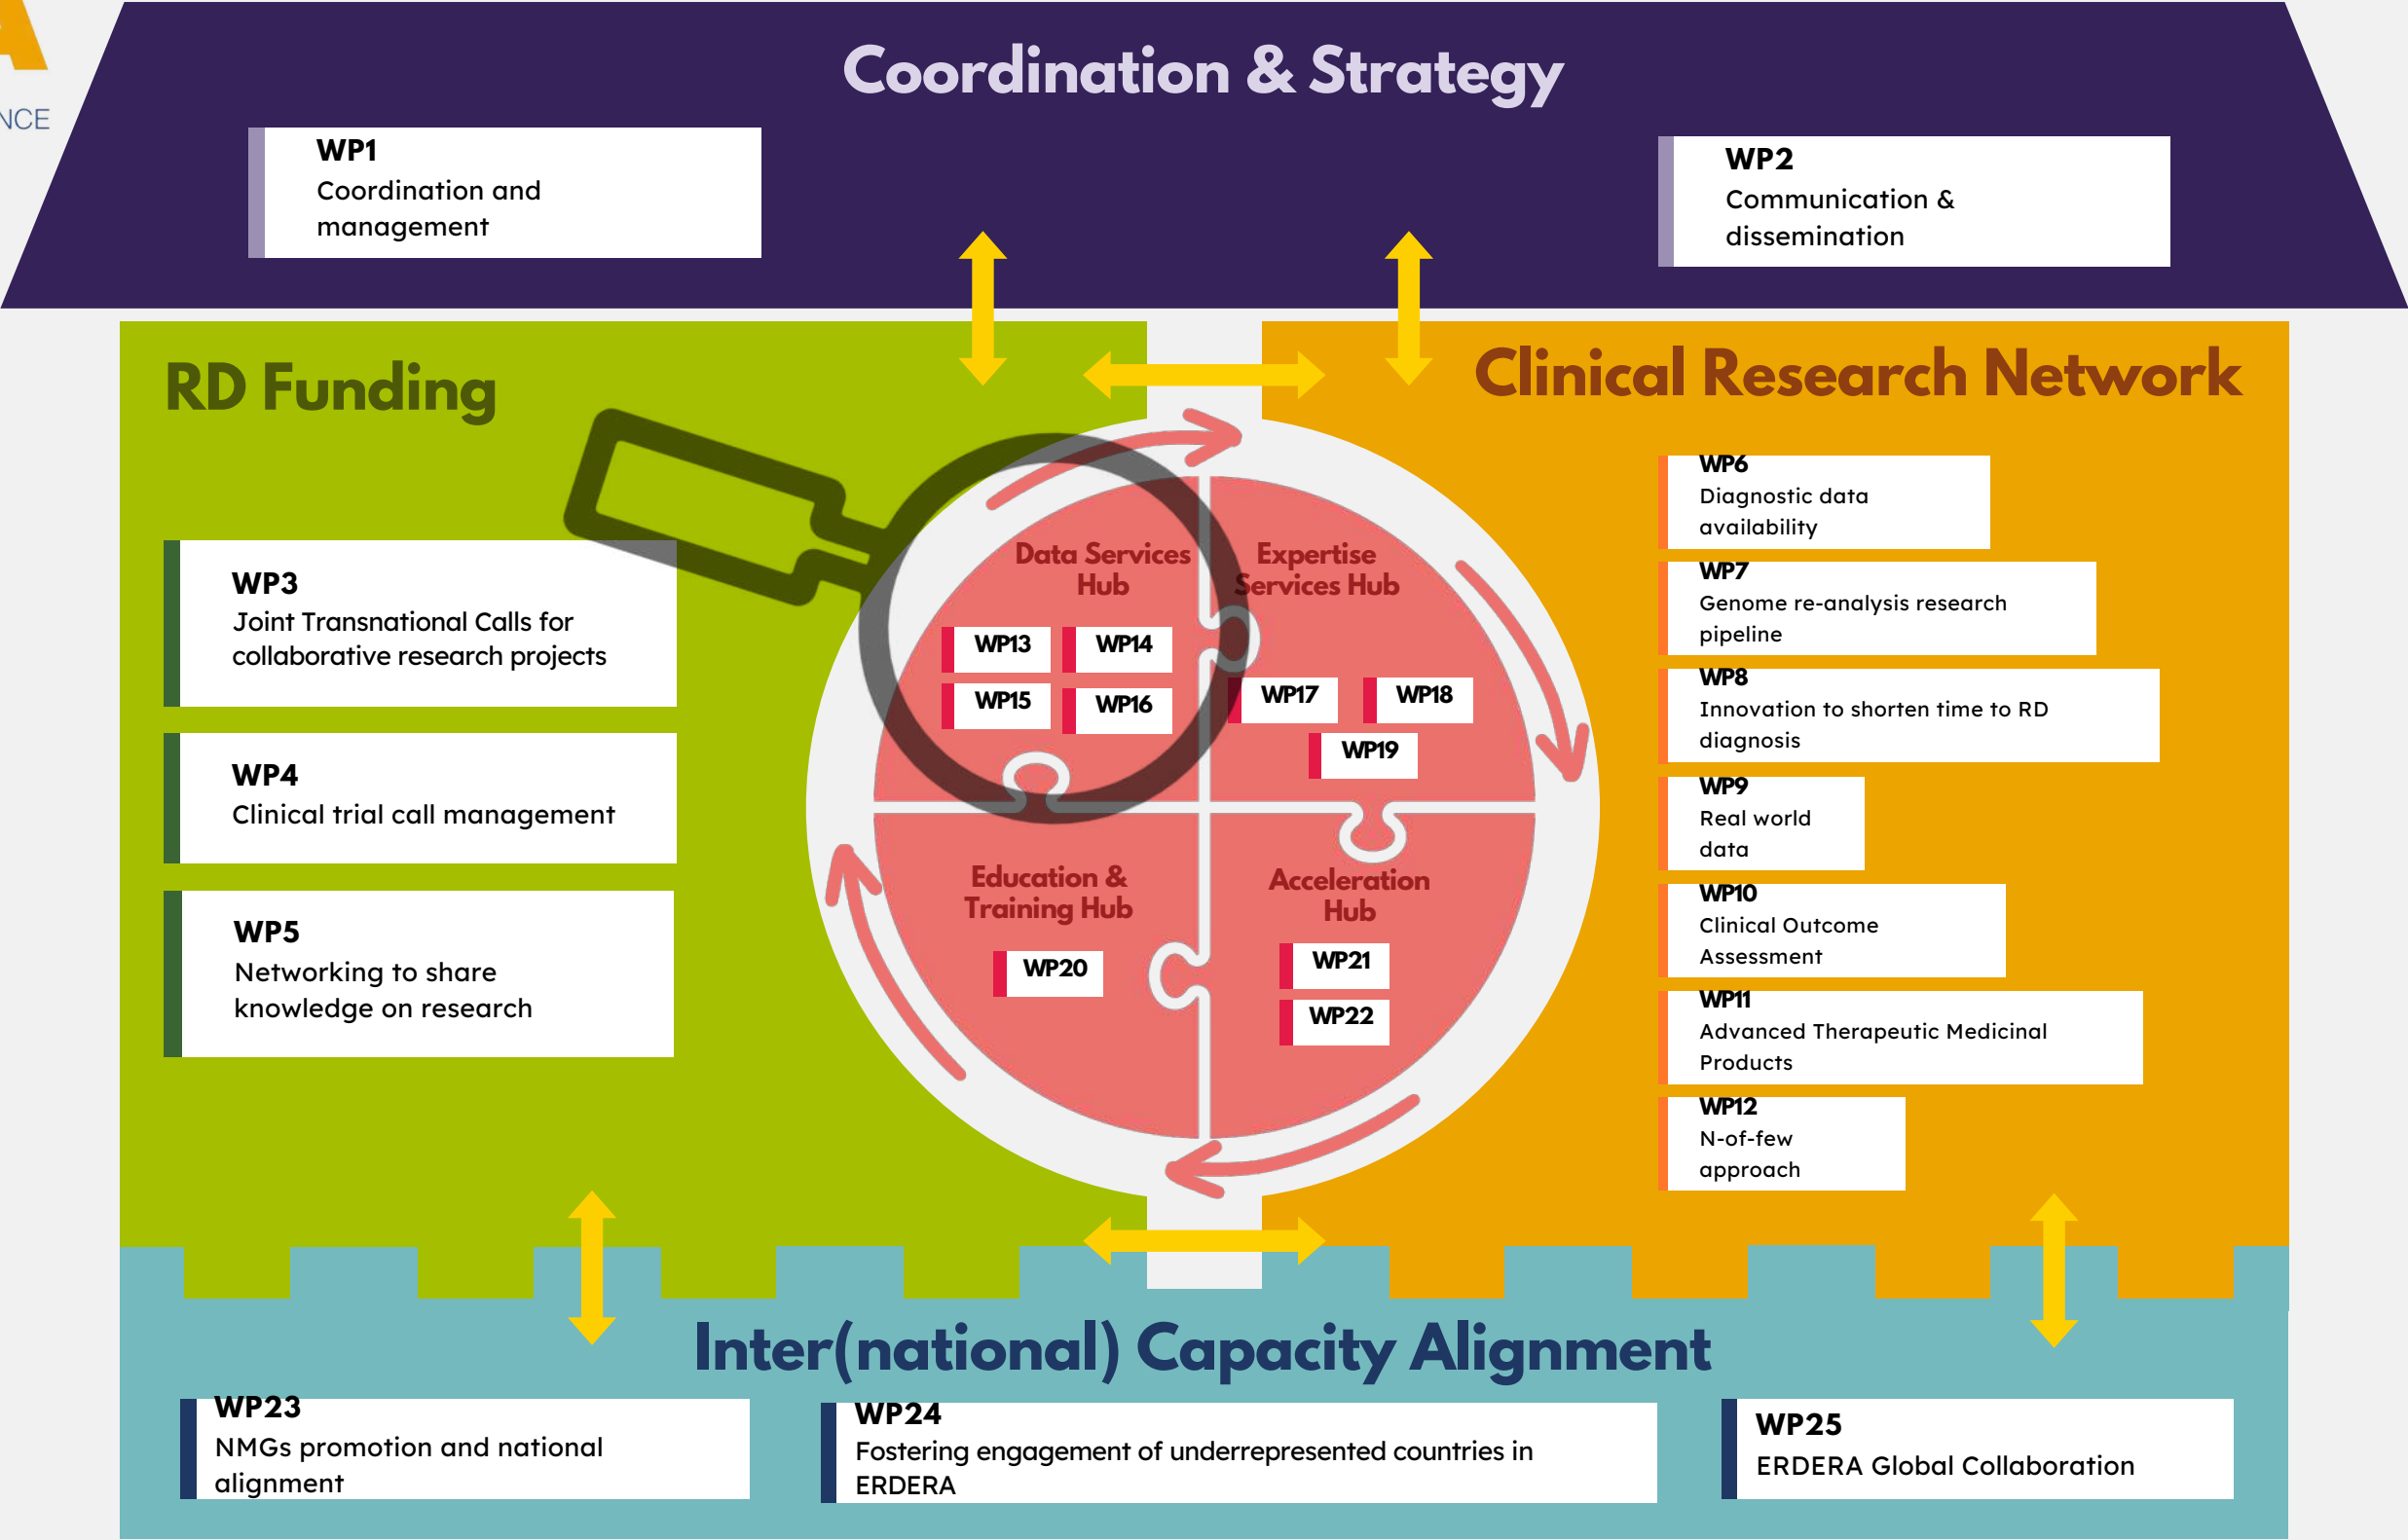 A
NCE
Coordination & Strategy
WP1
Coordination and
management
WP2
Communication &
dissemination
RD Funding
WP3
Joint Transnational Calls for
collaborative research projects
WP4
Clinical trial call management
WP5
Networking to share
knowledge on research
Data Services
Hub
WP13
WP14
WP15
WP16
Expertise
Services Hub
WP17
WP18
WP19
Education &
Training Hub
WP20
Acceleration
Hub
WP21
WP22
Clinical Research Network
WP6
Diagnostic data
availability
WP7
Genome re-analysis research
pipeline
WP8
Innovation to shorten time to RD
diagnosis
WP9
Real world
data
WP10
Clinical Outcome
Assessment
WP11
Advanced Therapeutic Medicinal
Products
WP12
N-of-few
approach
Inter(national) Capacity Alignment
WP23
NMGs promotion and national
alignment
WP24
Fostering engagement of underrepresented countries in
ERDERA
WP25
ERDERA Global Collaboration